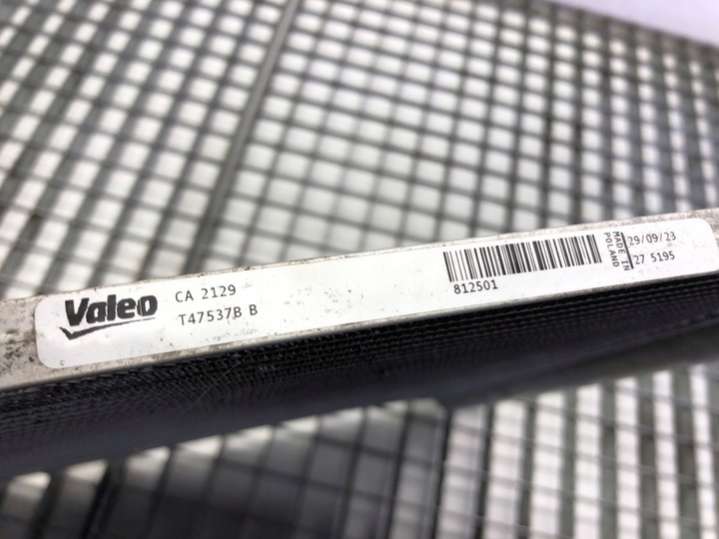 Valeo
CA 2129
T47537B B
812501
MADE IN
POLAND
29/09/23
27 5195